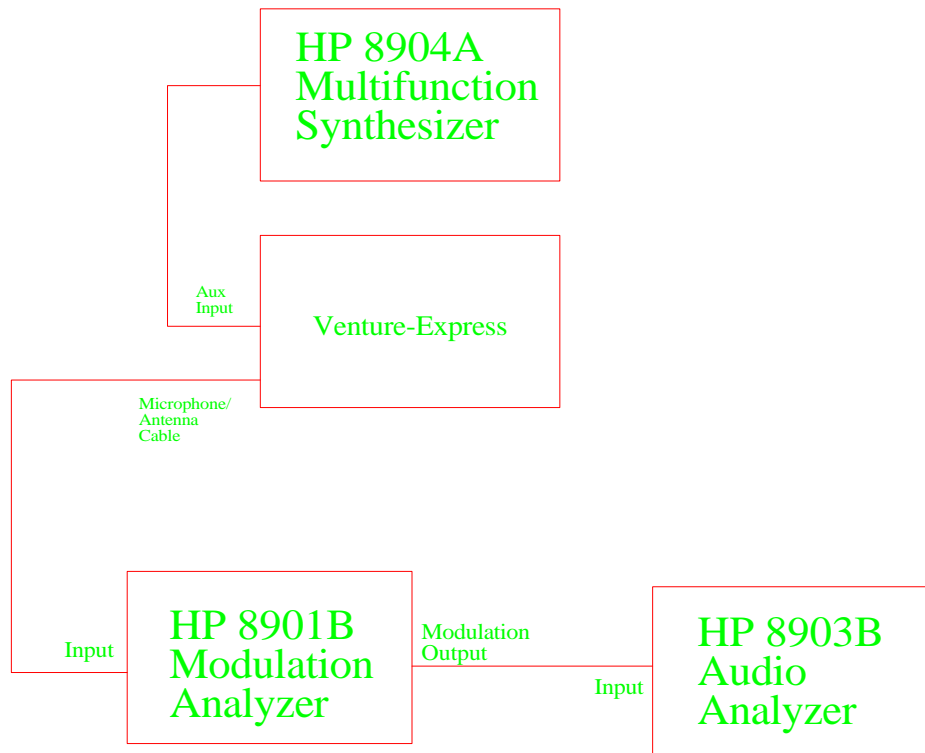 HP 8904A
Multifunction
Synthesizer
Aux
Input
Venture-Express
Microphone/
Antenna
Cable
Input
HP 8901B
Modulation
Analyzer
Modulation
Output
Input
HP 8903B
Audio
Analyzer